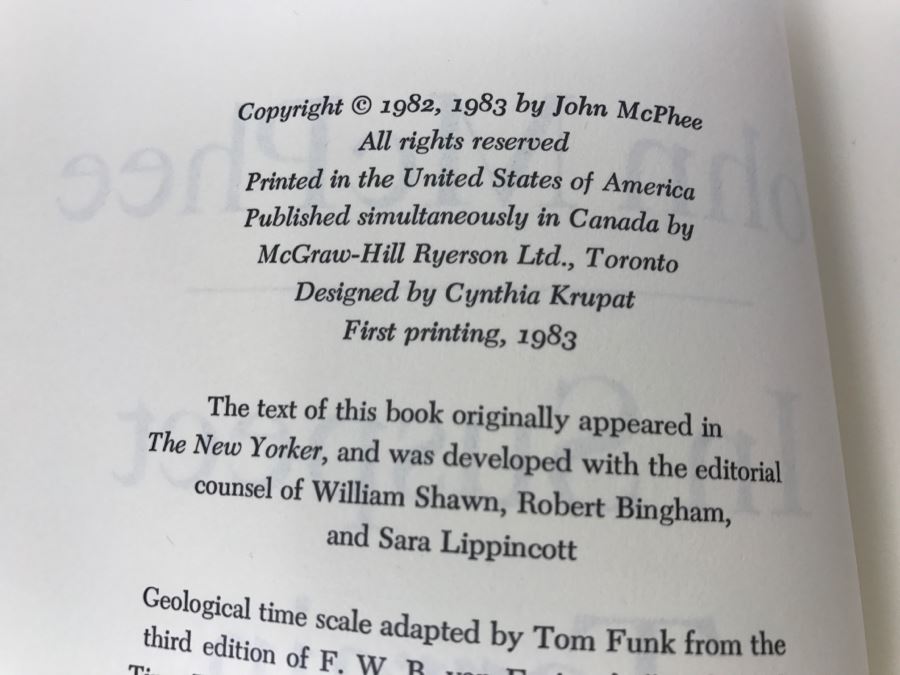 Copyright © 1982, 1983 by John McPhee
All rights reserved
Printed in the United States of America
Published simultaneously in Canada by
McGraw-Hill Ryerson Ltd., Toronto
Designed by Cynthia Krupat
First printing, 1983
The text of this book originally appeared in
The New Yorker, and was developed with the editorial
counsel of William Shawn, Robert Bingham,
and Sara Lippincott
Geological time scale adapted by Tom Funk from the
third edition of F. W. B. van